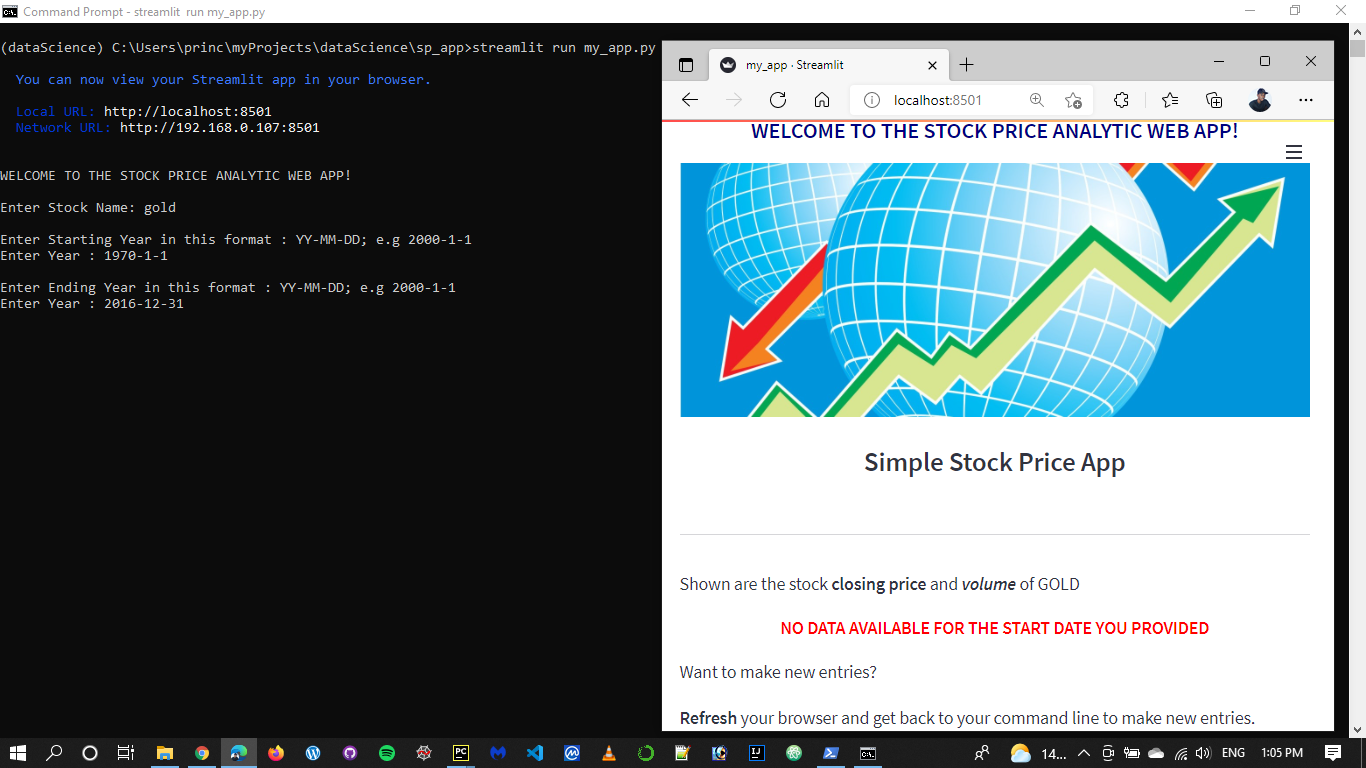 Command Prompt - streamlit run my_app.py
(dataScience) C:\Users\princ\myProjects\dataScience\sp_app>streamlit run my_app.py
You can now view your Streamlit app in your browser.
Local URL: http://localhost:8501
Network URL: http://192.168.0.107:8501
WELCOME TO THE STOCK PRICE ANALYTIC WEB APP!
Enter Stock Name: gold
Enter Starting Year in this format : YY-MM-DD; e.g 2000-1-1
Enter Year : 1970-1-1
Enter Ending Year in this format : YY-MM-DD; e.g 2000-1-1
Enter Year : 2016-12-31
my_app · Streamlit
localhost:8501
WELCOME TO THE STOCK PRICE ANALYTIC WEB APP!
Simple Stock Price App
Shown are the stock closing price and volume of GOLD
NO DATA AVAILABLE FOR THE START DATE YOU PROVIDED
Want to make new entries?
Refresh your browser and get back to your command line to make new entries.
PC
IJ
14... ENG 1:05 PM